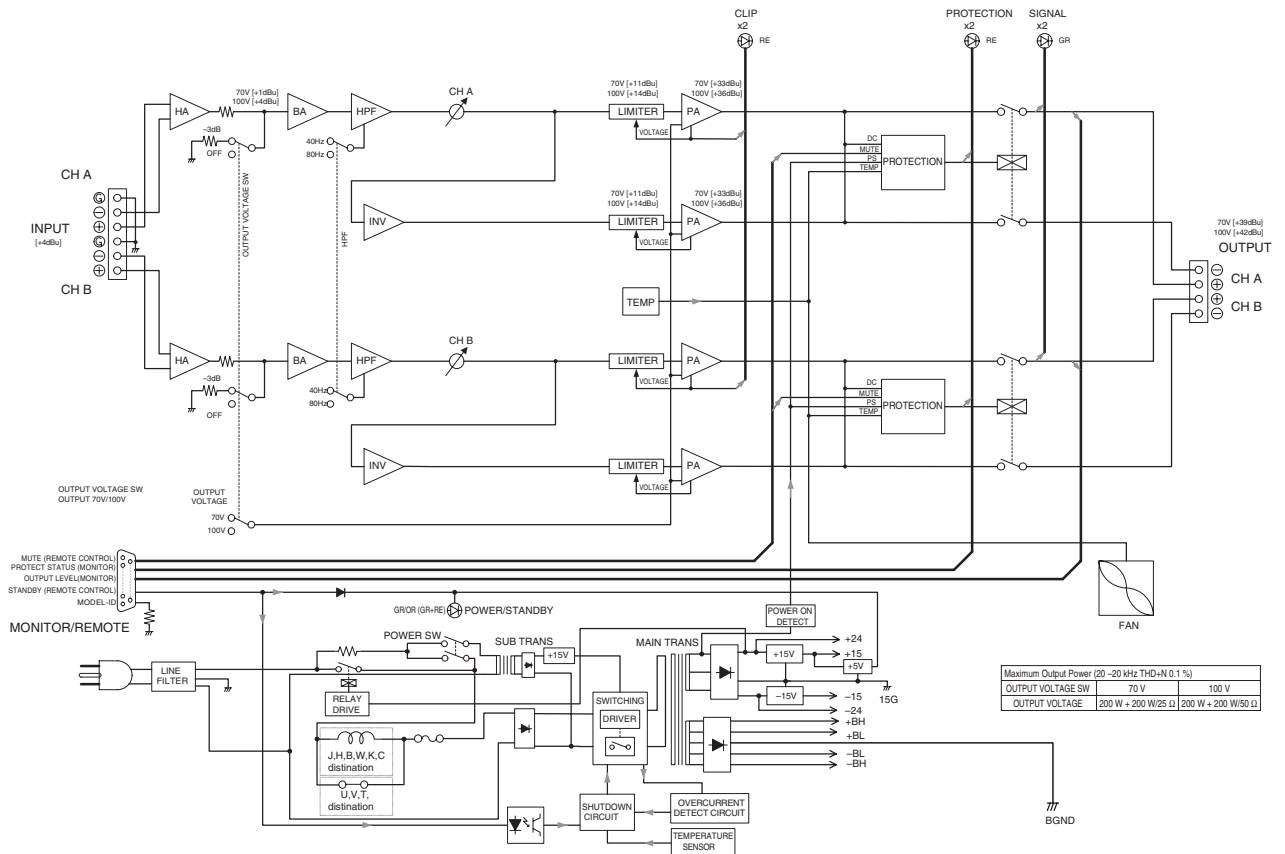 CLIP
x2
RE
PROTECTION
x2
RE
SIGNAL
x2
GR
70V [+1dBu]
100V [+4dBu]
HA
BA
HPF
CH A
70V [+11dBu]
100V [+14dBu]
LIMITER
VOLTAGE
70V [+33dBu]
100V [+36dBu]
PA
–3dB
OFF
40Hz
80Hz
DC
MUTE
PS
TEMP
PROTECTION
CH A
G
INPUT
[+4dBu]
G
CH B
OUTPUT VOLTAGE SW
HPF
INV
70V [+11dBu]
100V [+14dBu]
LIMITER
VOLTAGE
70V [+33dBu]
100V [+36dBu]
PA
70V [+39dBu]
100V [+42dBu]
OUTPUT
CH A
CH B
TEMP
HA
BA
HPF
CH B
LIMITER
VOLTAGE
PA
–3dB
OFF
40Hz
80Hz
DC
MUTE
PS
TEMP
PROTECTION
INV
LIMITER
VOLTAGE
PA
OUTPUT VOLTAGE SW
OUTPUT 70V/100V
OUTPUT
VOLTAGE
70V
100V
MUTE (REMOTE CONTROL)
PROTECT STATUS (MONITOR)
OUTPUT LEVEL(MONITOR)
STANDBY (REMOTE CONTROL)
MODEL-ID
MONITOR/REMOTE
GR/OR (GR+RE)
POWER/STANDBY
POWER ON
DETECT
FAN
POWER SW
SUB TRANS
+15V
MAIN TRANS
+24
+15V
+15
+5V
–15V
–15
15G
–24
+BH
+BL
–BL
–BH
LINE
FILTER
RELAY
DRIVE
SWITCHING
DRIVER
J,H,B,W,K,C
distination
U,V,T,
distination
SHUTDOWN
CIRCUIT
OVERCURRENT
DETECT CIRCUIT
TEMPERATURE
SENSOR
BGND
Maximum Output Power (20 –20 kHz THD+N 0.1 %)
OUTPUT VOLTAGE SW 70 V 100 V
OUTPUT VOLTAGE 200 W + 200 W/25 Ω 200 W + 200 W/50 Ω